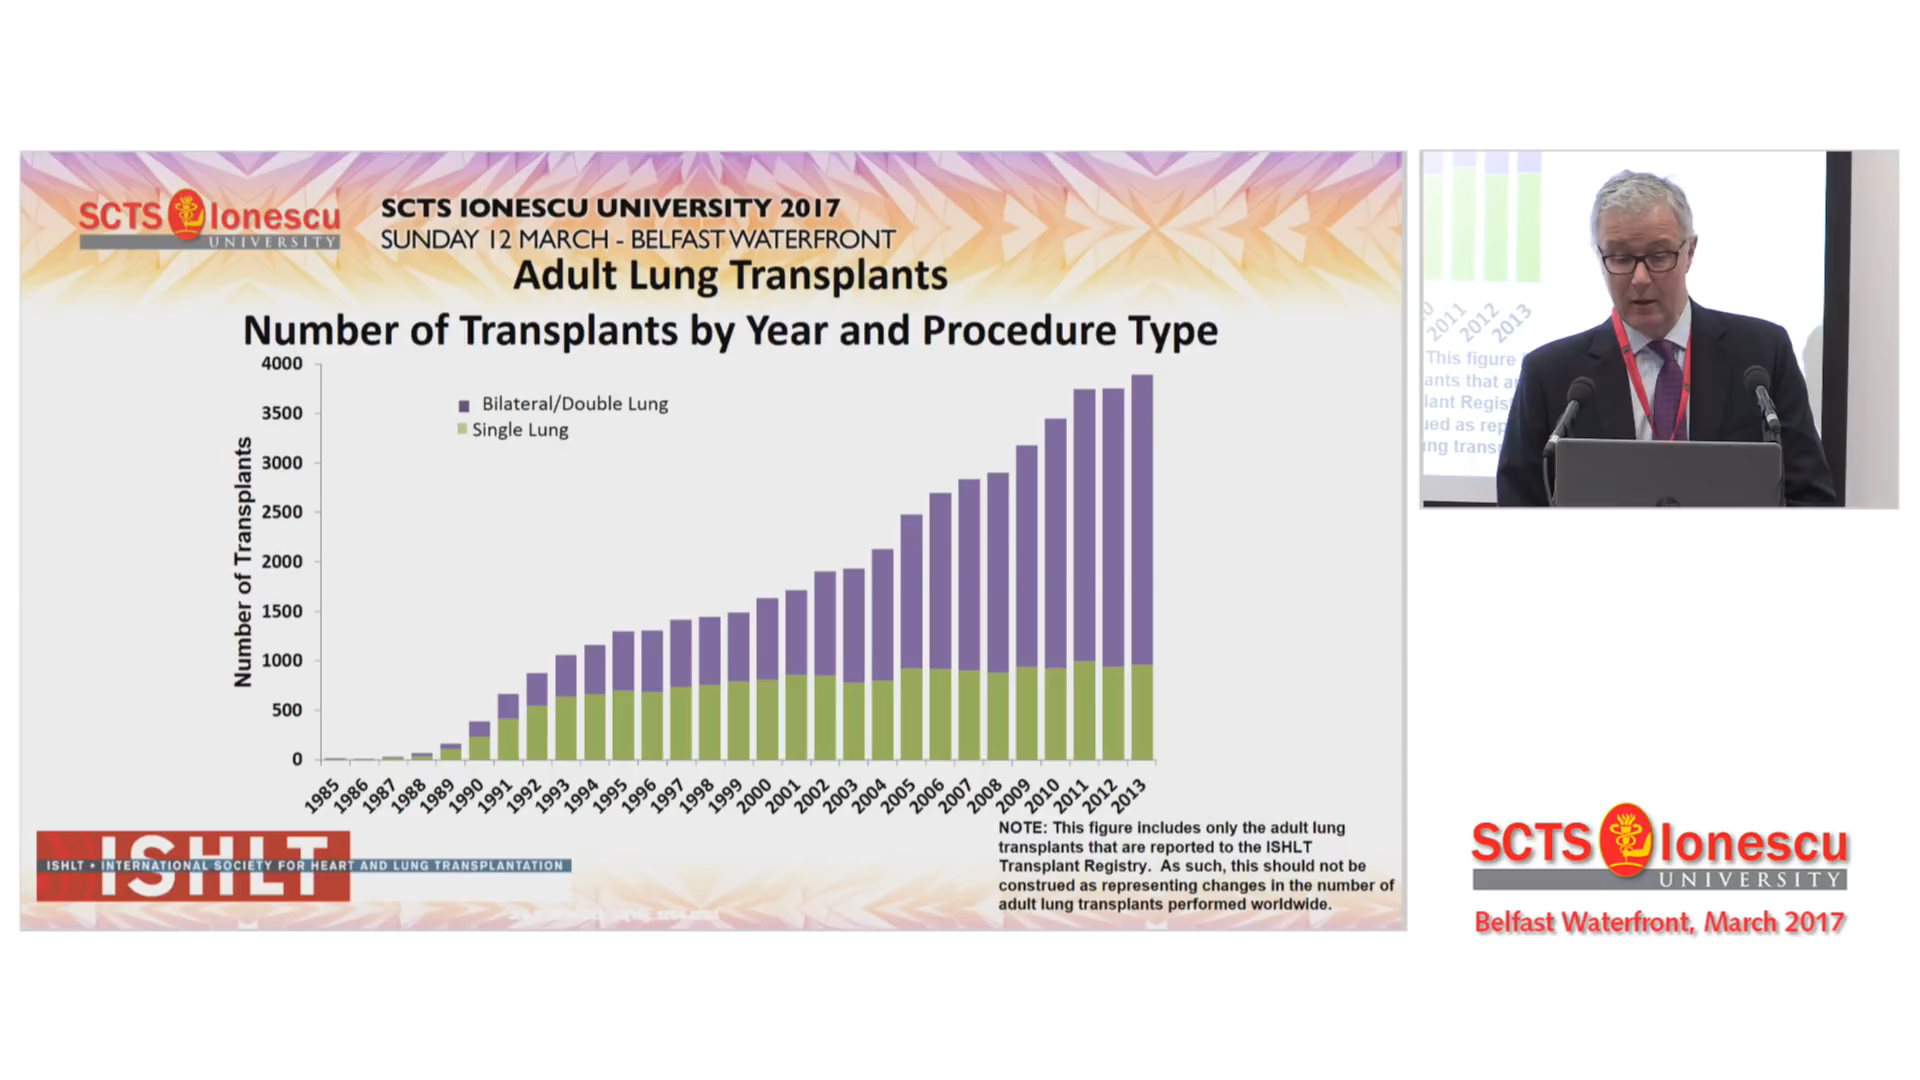 SCTS Ionescu
UNIVERSITY
SCTS IONESCU UNIVERSITY 2017
SUNDAY 12 MARCH - BELFAST WATERFRONT
Adult Lung Transplants
Number of Transplants by Year and Procedure Type
Number of Transplants
4000
3500
3000
2500
2000
1500
1000
500
0
Bilateral/Double Lung
Single Lung
1985 1986 1987 1988 1989 1990 1991 1992 1993 1994 1995 1996 1997 1998 1999 2000 2001 2002 2003 2004 2005 2006 2007 2008 2009 2010 2011 2012 2013
ISHLT
ISHLT • INTERNATIONAL SOCIETY FOR HEART AND LUNG TRANSPLANTATION
NOTE: This figure includes only the adult lung
transplants that are reported to the ISHLT
Transplant Registry. As such, this should not be
construed as representing changes in the number of
adult lung transplants performed worldwide.
2011 2012 2013
This figure
ants that a
lant Regis
ued as rep
ng trans
SCTS Ionescu
UNIVERSITY
Belfast Waterfront, March 2017